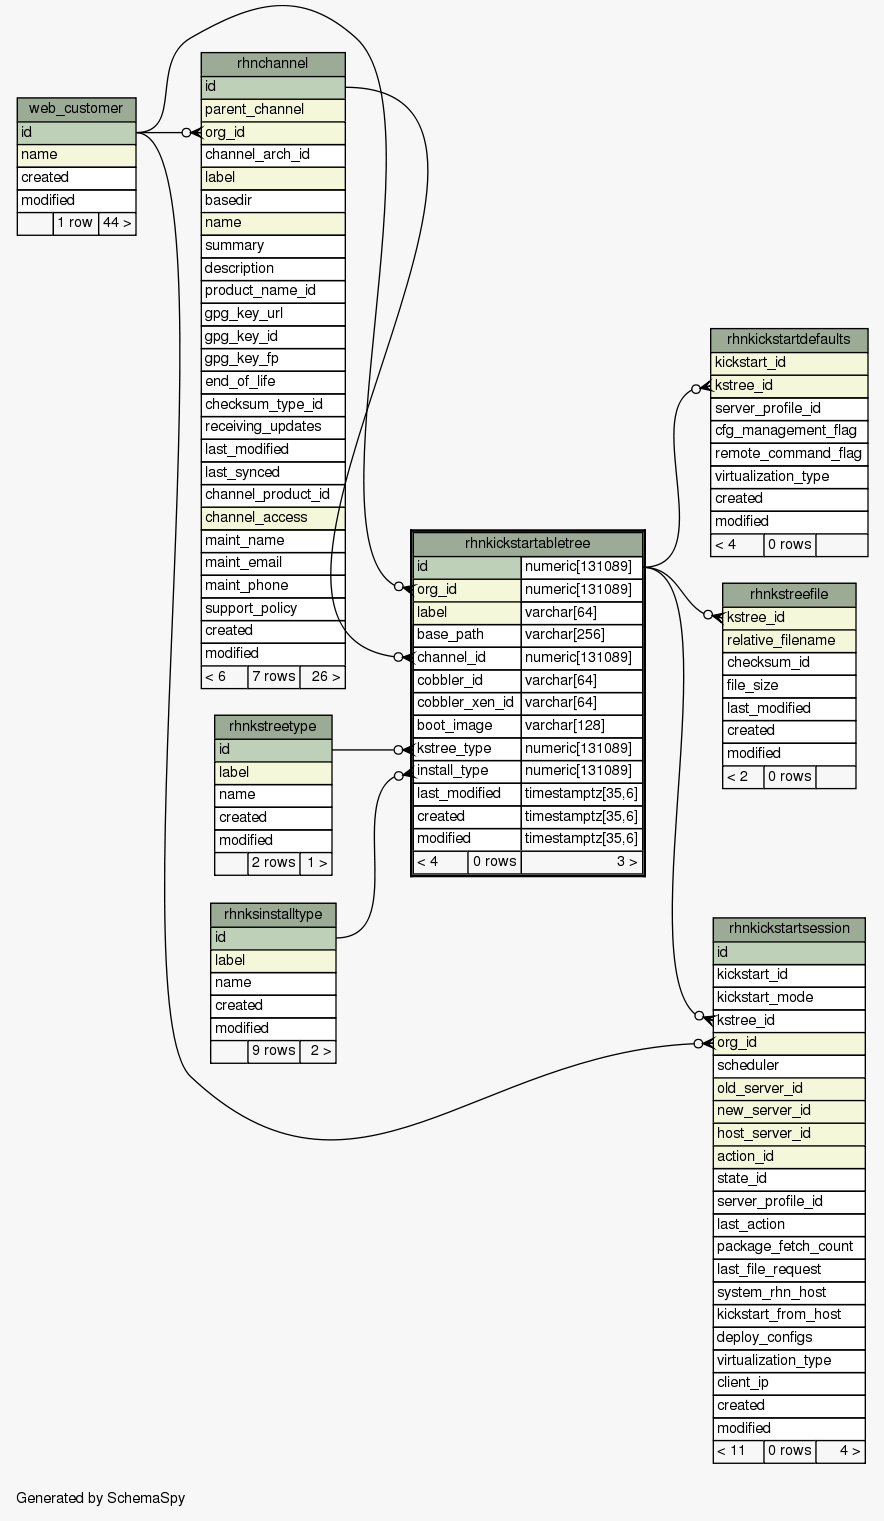 web_customer
id
name
created
modified
1 row 44 >
rhnchannel
id
parent_channel
org_id
channel_arch_id
label
basedir
name
summary
description
product_name_id
gpg_key_url
gpg_key_id
gpg_key_fp
end_of_life
checksum_type_id
receiving_updates
last_modified
last_synced
channel_product_id
channel_access
maint_name
maint_email
maint_phone
support_policy
created
modified
< 6 7 rows 26 >
rhnkstreetype
id
label
name
created
modified
2 rows 1 >
rhnksinstalltype
id
label
name
created
modified
9 rows 2 >
rhnkickstartabletree
id numeric[131089]
org_id numeric[131089]
label varchar[64]
base_path varchar[256]
channel_id numeric[131089]
cobbler_id varchar[64]
cobbler_xen_id varchar[64]
boot_image varchar[128]
kstree_type numeric[131089]
install_type numeric[131089]
last_modified timestamptz[35,6]
created timestamptz[35,6]
modified timestamptz[35,6]
< 4 0 rows 3 >
rhnkickstartdefaults
kickstart_id
kstree_id
server_profile_id
cfg_management_flag
remote_command_flag
virtualization_type
created
modified
< 4 0 rows
rhnkstreefile
kstree_id
relative_filename
checksum_id
file_size
last_modified
created
modified
< 2 0 rows
rhnkickstartsession
id
kickstart_id
kickstart_mode
kstree_id
org_id
scheduler
old_server_id
new_server_id
host_server_id
action_id
state_id
server_profile_id
last_action
package_fetch_count
last_file_request
system_rhn_host
kickstart_from_host
deploy_configs
virtualization_type
client_ip
created
modified
< 11 0 rows 4 >
Generated by SchemaSpy